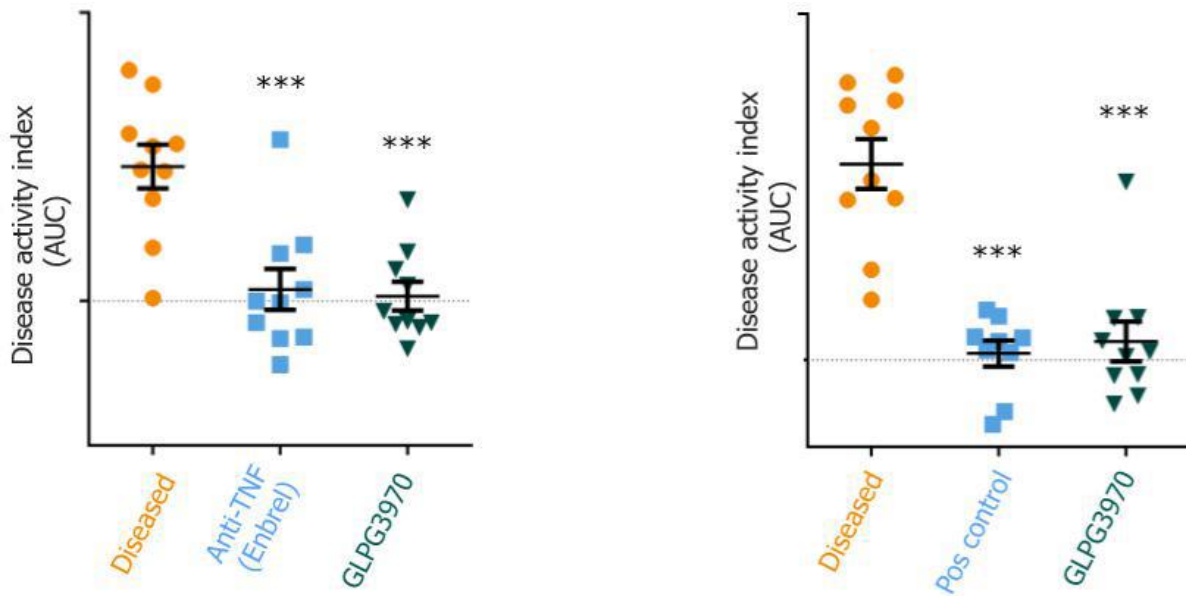 Disease activity index
(AUC)
***
***
Diseased
Anti-TNF
(Enbrel)
GLPG3970
Disease activity index
(AUC)
***
***
Diseased
Pos control
GLPG3970